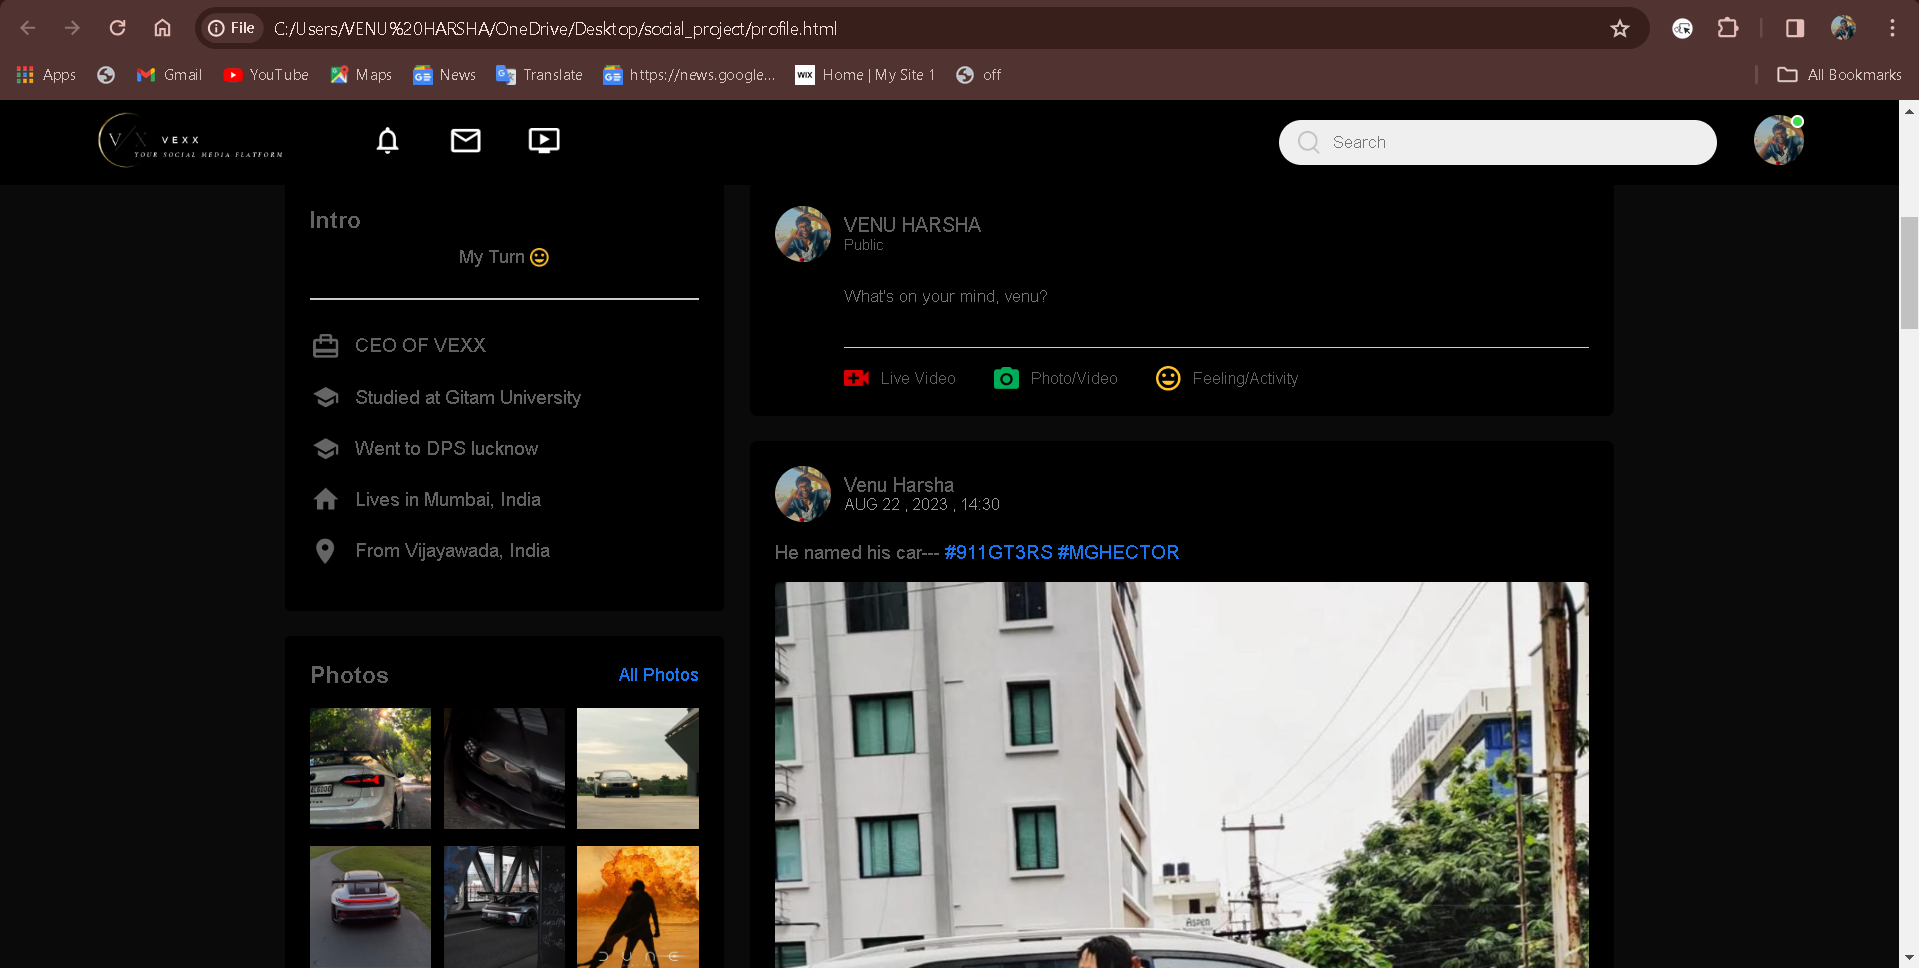 File C:/Users/VENU%20HARSHA/OneDrive/Desktop/social_project/profile.html
Apps Gmail YouTube Maps News Translate https://news.google... WIX Home | My Site 1 off All Bookmarks
V X VEXX
YOUR SOCIAL MEDIA PLATFORM
Search
Intro
My Turn
CEO OF VEXX
Studied at Gitam University
Went to DPS lucknow
Lives in Mumbai, India
From Vijayawada, India
Photos All Photos
DUNE
VENU HARSHA
Public
What's on your mind, venu?
Live Video Photo/Video Feeling/Activity
Venu Harsha
AUG 22 , 2023 , 14:30
He named his car--- #911GT3RS #MGHECTOR
ASPEN